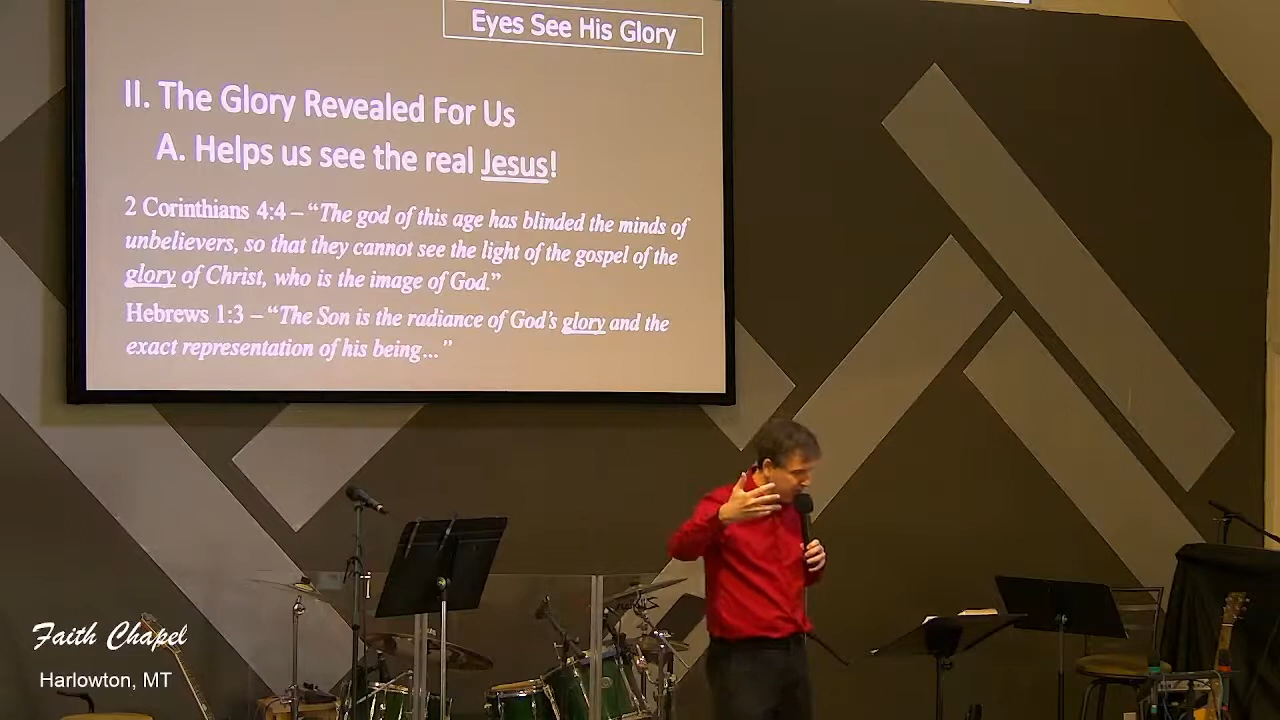 Eyes See His Glory
II. The Glory Revealed For Us
A. Helps us see the real Jesus!
2 Corinthians 4:4 – “The god of this age has blinded the minds of
unbelievers, so that they cannot see the light of the gospel of the
glory of Christ, who is the image of God.”
Hebrews 1:3 – “The Son is the radiance of God’s glory and the
exact representation of his being…”
Faith Chapel
Harlowton, MT